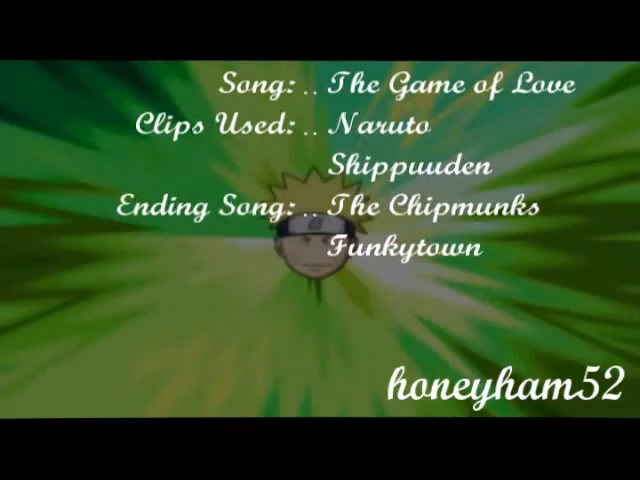 Song: .. The Game of Love
Clips Used: .. Naruto
Shippuuden
Ending Song: .. The Chipmunks
Funkytown
honeyham52